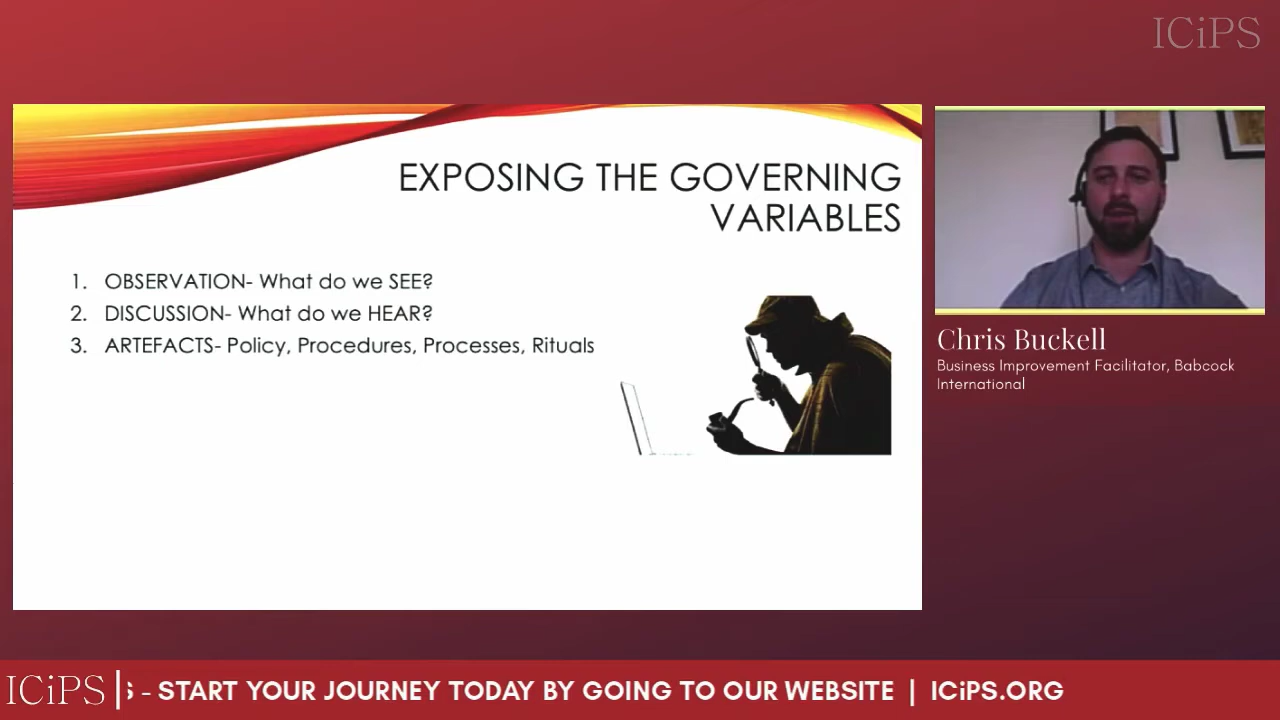 ICiPS
EXPOSING THE GOVERNING
VARIABLES
1. OBSERVATION- What do we SEE?
2. DISCUSSION- What do we HEAR?
3. ARTEFACTS- Policy, Procedures, Processes, Rituals
Chris Buckell
Business Improvement Facilitator, Babcock
International
ICiPS - START YOUR JOURNEY TODAY BY GOING TO OUR WEBSITE | ICiPS.ORG